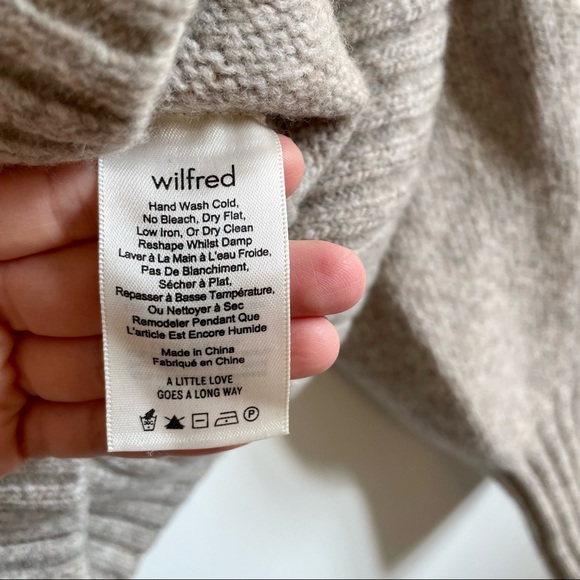 wilfred
Hand Wash Cold,
No Bleach, Dry Flat,
Low Iron, Or Dry Clean
Reshape Whilst Damp
Laver à La Main à L'eau Froide,
Pas De Blanchiment,
Sécher à Plat,
Repasser à Basse Température,
Ou Nettoyer à Sec
Remodeler Pendant Que
L'article Est Encore Humide
Made in China
Fabriqué en Chine
A LITTLE LOVE
GOES A LONG WAY
P